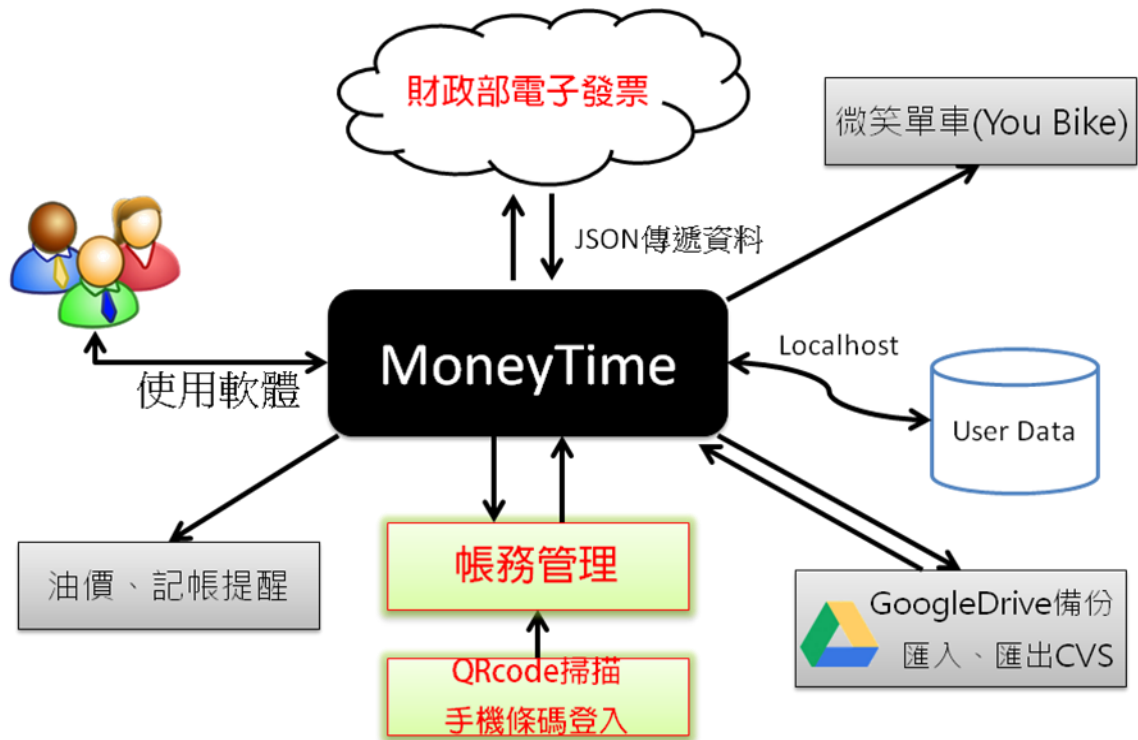 財政部電子發票
微笑單車(You Bike)
JSON傳遞資料
MoneyTime
Localhost
User Data
使用軟體
油價、記帳提醒
帳務管理
GoogleDrive備份
匯入、匯出CVS
QRcode掃描
手機條碼登入